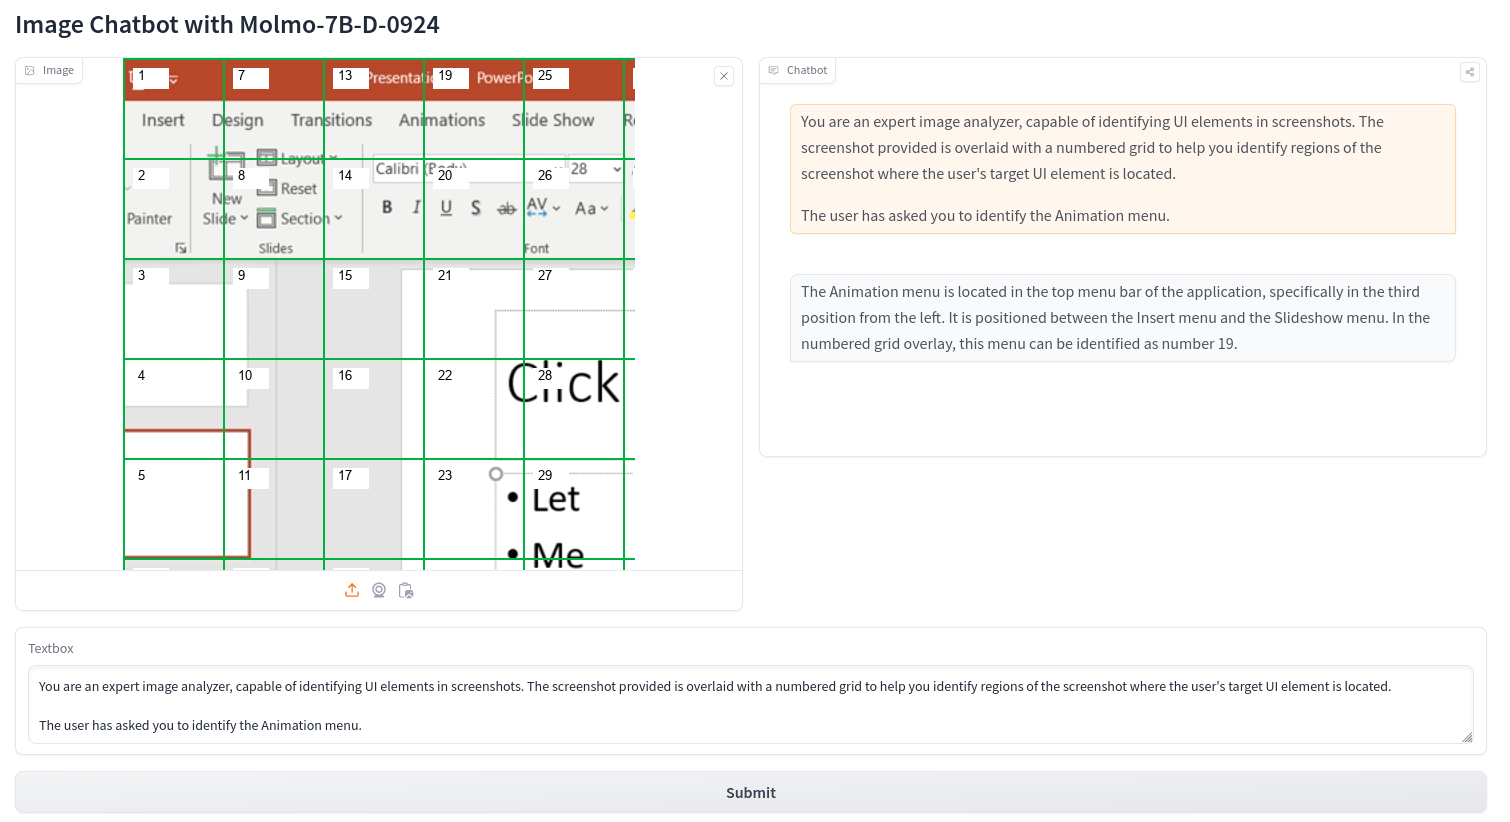 Image Chatbot with Molmo-7B-D-0924
Image
1 7 13 Presentatic 19 PowerPo 25
Insert Design Transitions Animations Slide Show
Layout
Calibri (Body) 28
2 8 14 20 26
Reset
New
B I U S ab AV Aa
Painter Slide Section
Slides Font
3 9 15 21 27
4 10 16 22 28
Click
5 11 17 23 29
• Let
• Me
Chatbot
You are an expert image analyzer, capable of identifying UI elements in screenshots. The
screenshot provided is overlaid with a numbered grid to help you identify regions of the
screenshot where the user's target UI element is located.
The user has asked you to identify the Animation menu.
The Animation menu is located in the top menu bar of the application, specifically in the third
position from the left. It is positioned between the Insert menu and the Slideshow menu. In the
numbered grid overlay, this menu can be identified as number 19.
Textbox
You are an expert image analyzer, capable of identifying UI elements in screenshots. The screenshot provided is overlaid with a numbered grid to help you identify regions of the screenshot where the user's target UI element is located.
The user has asked you to identify the Animation menu.
Submit